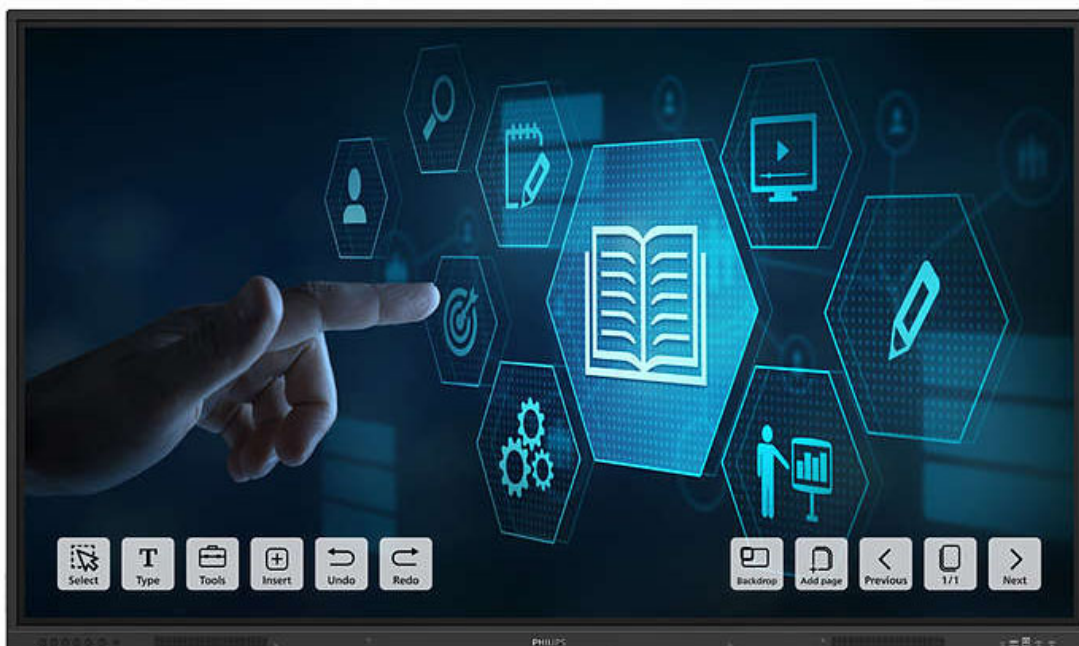 Select
Type
Tools
Insert
Undo
Redo
Backdrop
Add page
Previous
1/1
Next
PHILIPS